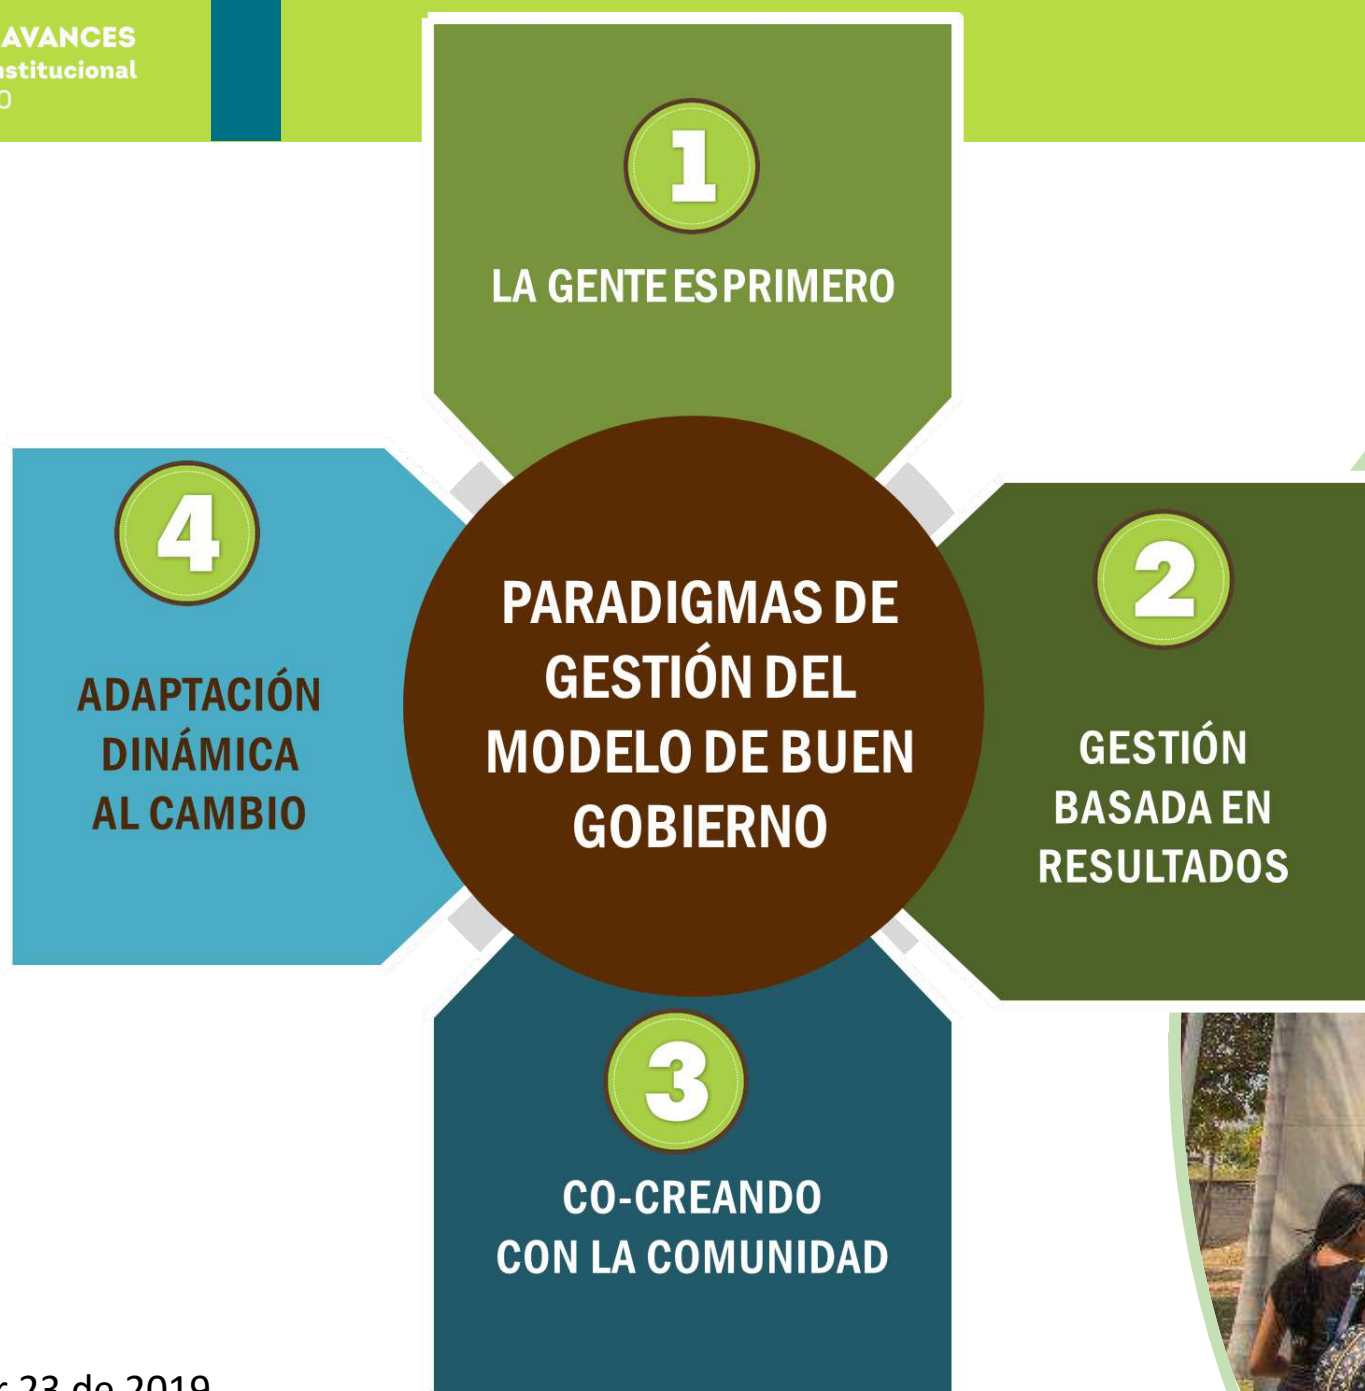 AVANCES
nstitucional
O
1
LA GENTE ES PRIMERO
4
ADAPTACIÓN
DINÁMICA
AL CAMBIO
PARADIGMAS DE
GESTIÓN DEL
MODELO DE BUEN
GOBIERNO
2
GESTIÓN
BASADA EN
RESULTADOS
3
CO-CREANDO
CON LA COMUNIDAD
r 23 de 2019